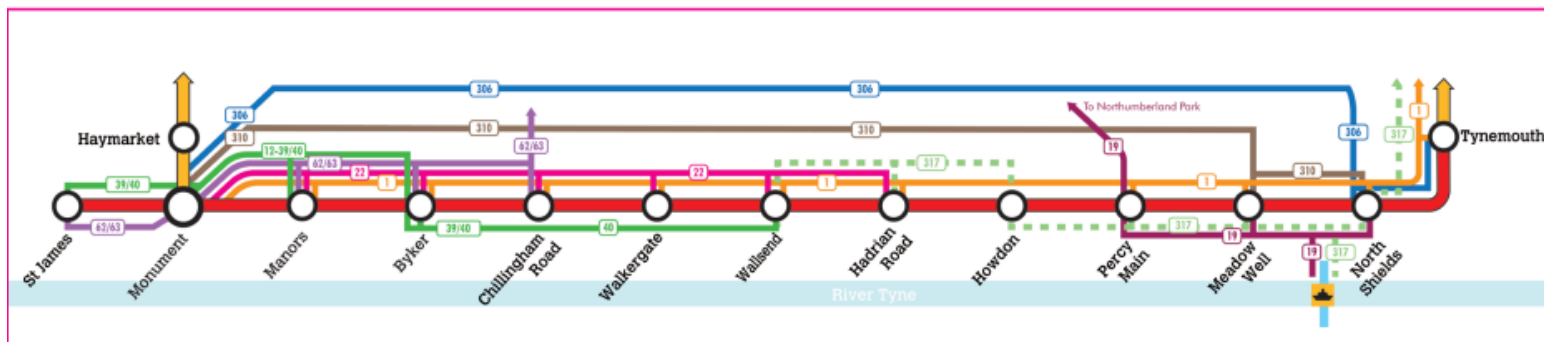 306
306
306
1
306
317
Haymarket
310
310
310
To Northumberland Park
Tynemouth
12-39/40
62/63
19
62/63
317
310
39/40
22
22
1
1
1
62/63
39/40
40
317
19
19
317
St James
Monument
Manors
Byker
Chillingham
Road
Walkergate
Wallsend
Hadrian
Road
Howdon
Percy
Main
Meadow
Well
North
Shields
River Tyne